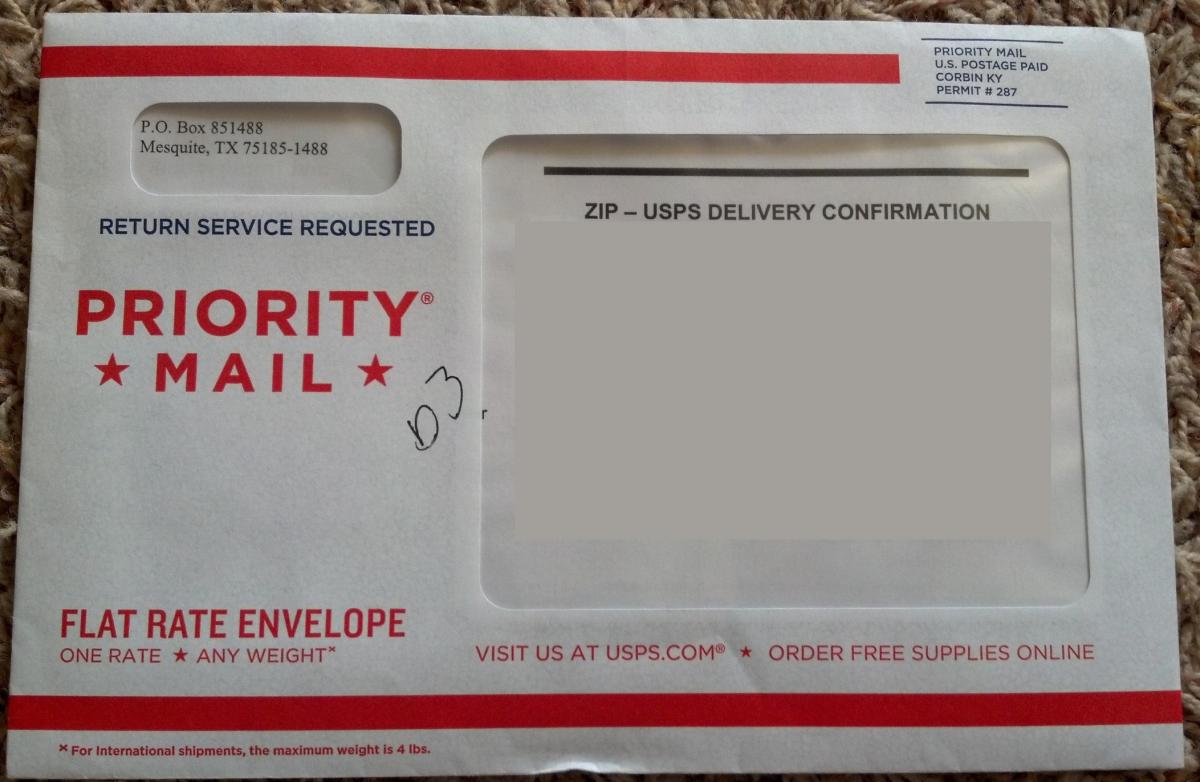 PRIORITY MAIL
U.S. POSTAGE PAID
CORBIN KY
PERMIT # 287
P.O. Box 851488
Mesquite, TX 75185-1488
RETURN SERVICE REQUESTED
ZIP – USPS DELIVERY CONFIRMATION
PRIORITY®
★ MAIL ★
D3
FLAT RATE ENVELOPE
ONE RATE ★ ANY WEIGHT*
VISIT US AT USPS.COM® ★ ORDER FREE SUPPLIES ONLINE
* For International shipments, the maximum weight is 4 lbs.